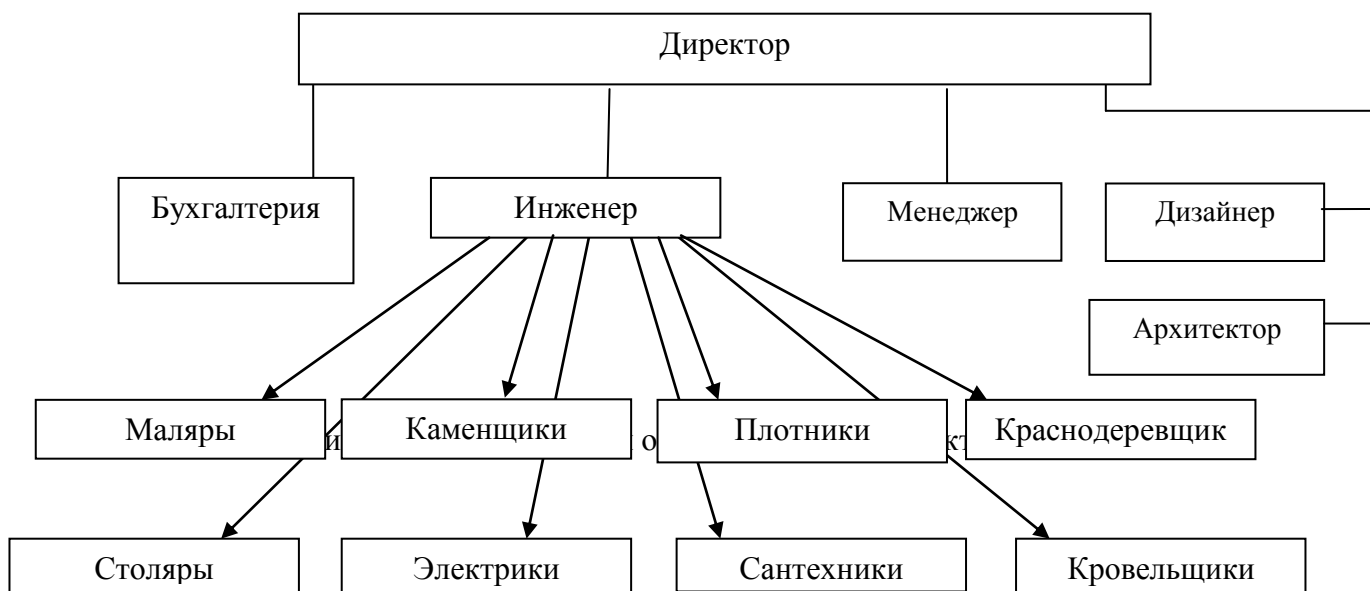 Директор
Бухгалтерия
Инженер
Менеджер
Дизайнер
Архитектор
Маляры
Каменщики
Плотники
Краснодеревщик
Столяры
Электрики
Сантехники
Кровельщики